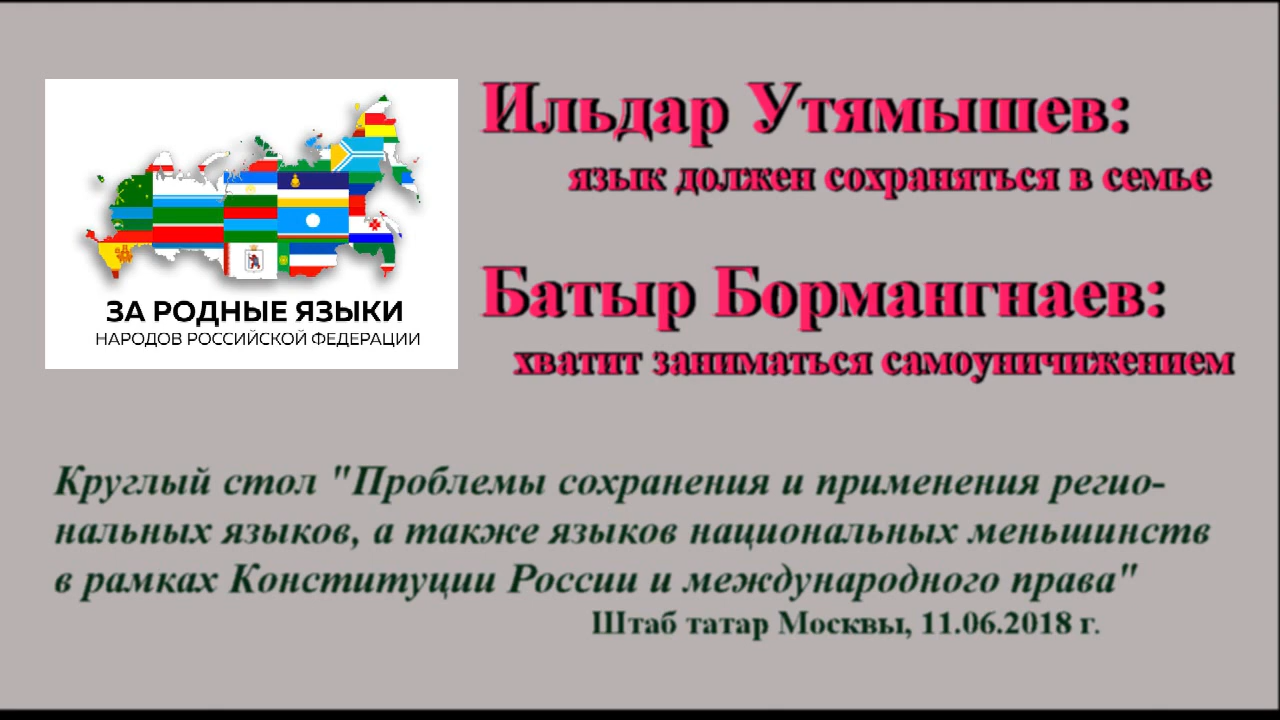 Ильдар Утямышев:
язык должен сохраняться в семье
ЗА РОДНЫЕ ЯЗЫКИ
НАРОДОВ РОССИЙСКОЙ ФЕДЕРАЦИИ
Батыр Бормангнаев:
хватит заниматься самоуничижением
Круглый стол "Проблемы сохранения и применения регио-
нальных языков, а также языков национальных меньшинств
в рамках Конституции России и международного права"
Штаб татар Москвы, 11.06.2018 г.